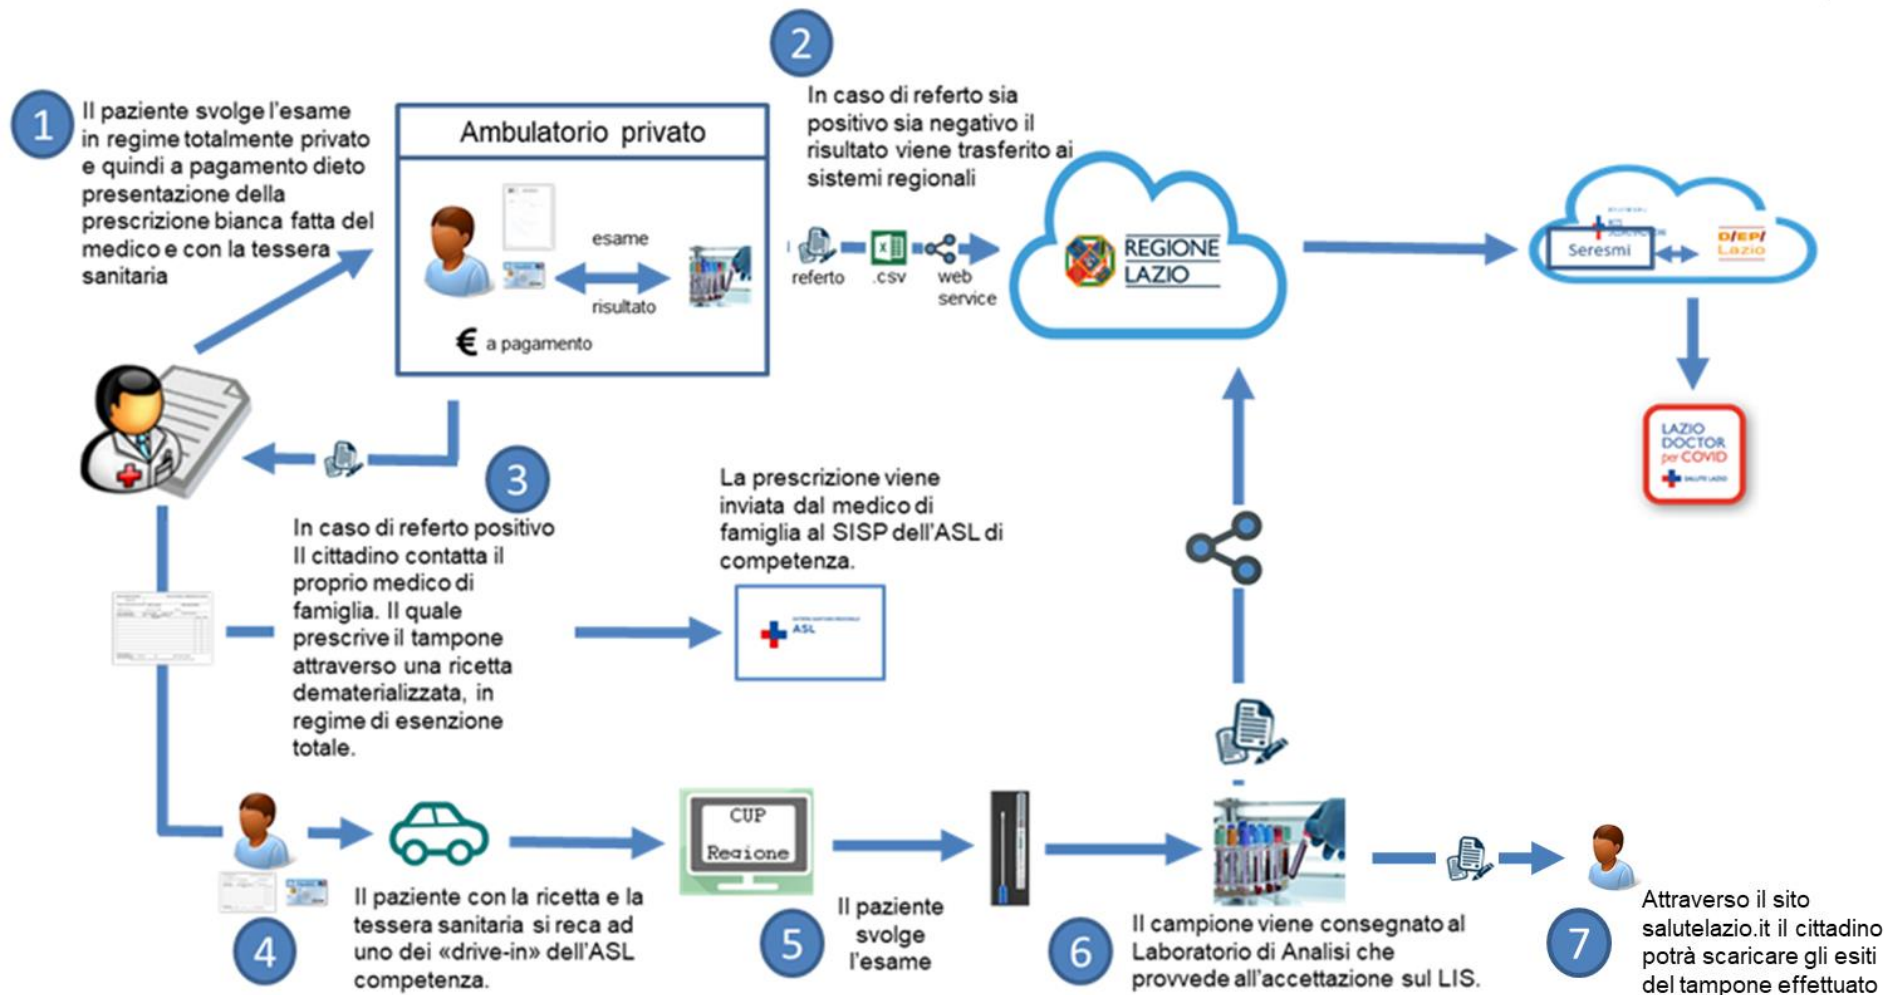 1
Il paziente svolge l'esame
in regime totalmente privato
e quindi a pagamento dieto
presentazione della
prescrizione bianca fatta del
medico e con la tessera
sanitaria
Ambulatorio privato
esame
risultato
€ a pagamento
2
In caso di referto sia
positivo sia negativo il
risultato viene trasferito ai
sistemi regionali
referto
.csv
web
service
REGIONE
LAZIO
Seresmi
D/EP/
Lazio
LAZIO
DOCTOR
per COVID
SALUTE LAZIO
3
In caso di referto positivo
Il cittadino contatta il
proprio medico di
famiglia. Il quale
prescrive il tampone
attraverso una ricetta
dematerializzata, in
regime di esenzione
totale.
La prescrizione viene
inviata dal medico di
famiglia al SISP dell'ASL di
competenza.
ASL
4
Il paziente con la ricetta e la
tessera sanitaria si reca ad
uno dei «drive-in» dell'ASL
competenza.
CUP
Regione
5
Il paziente
svolge
l'esame
6
Il campione viene consegnato al
Laboratorio di Analisi che
provvede all'accettazione sul LIS.
7
Attraverso il sito
salutelazio.it il cittadino
potrà scaricare gli esiti
del tampone effettuato